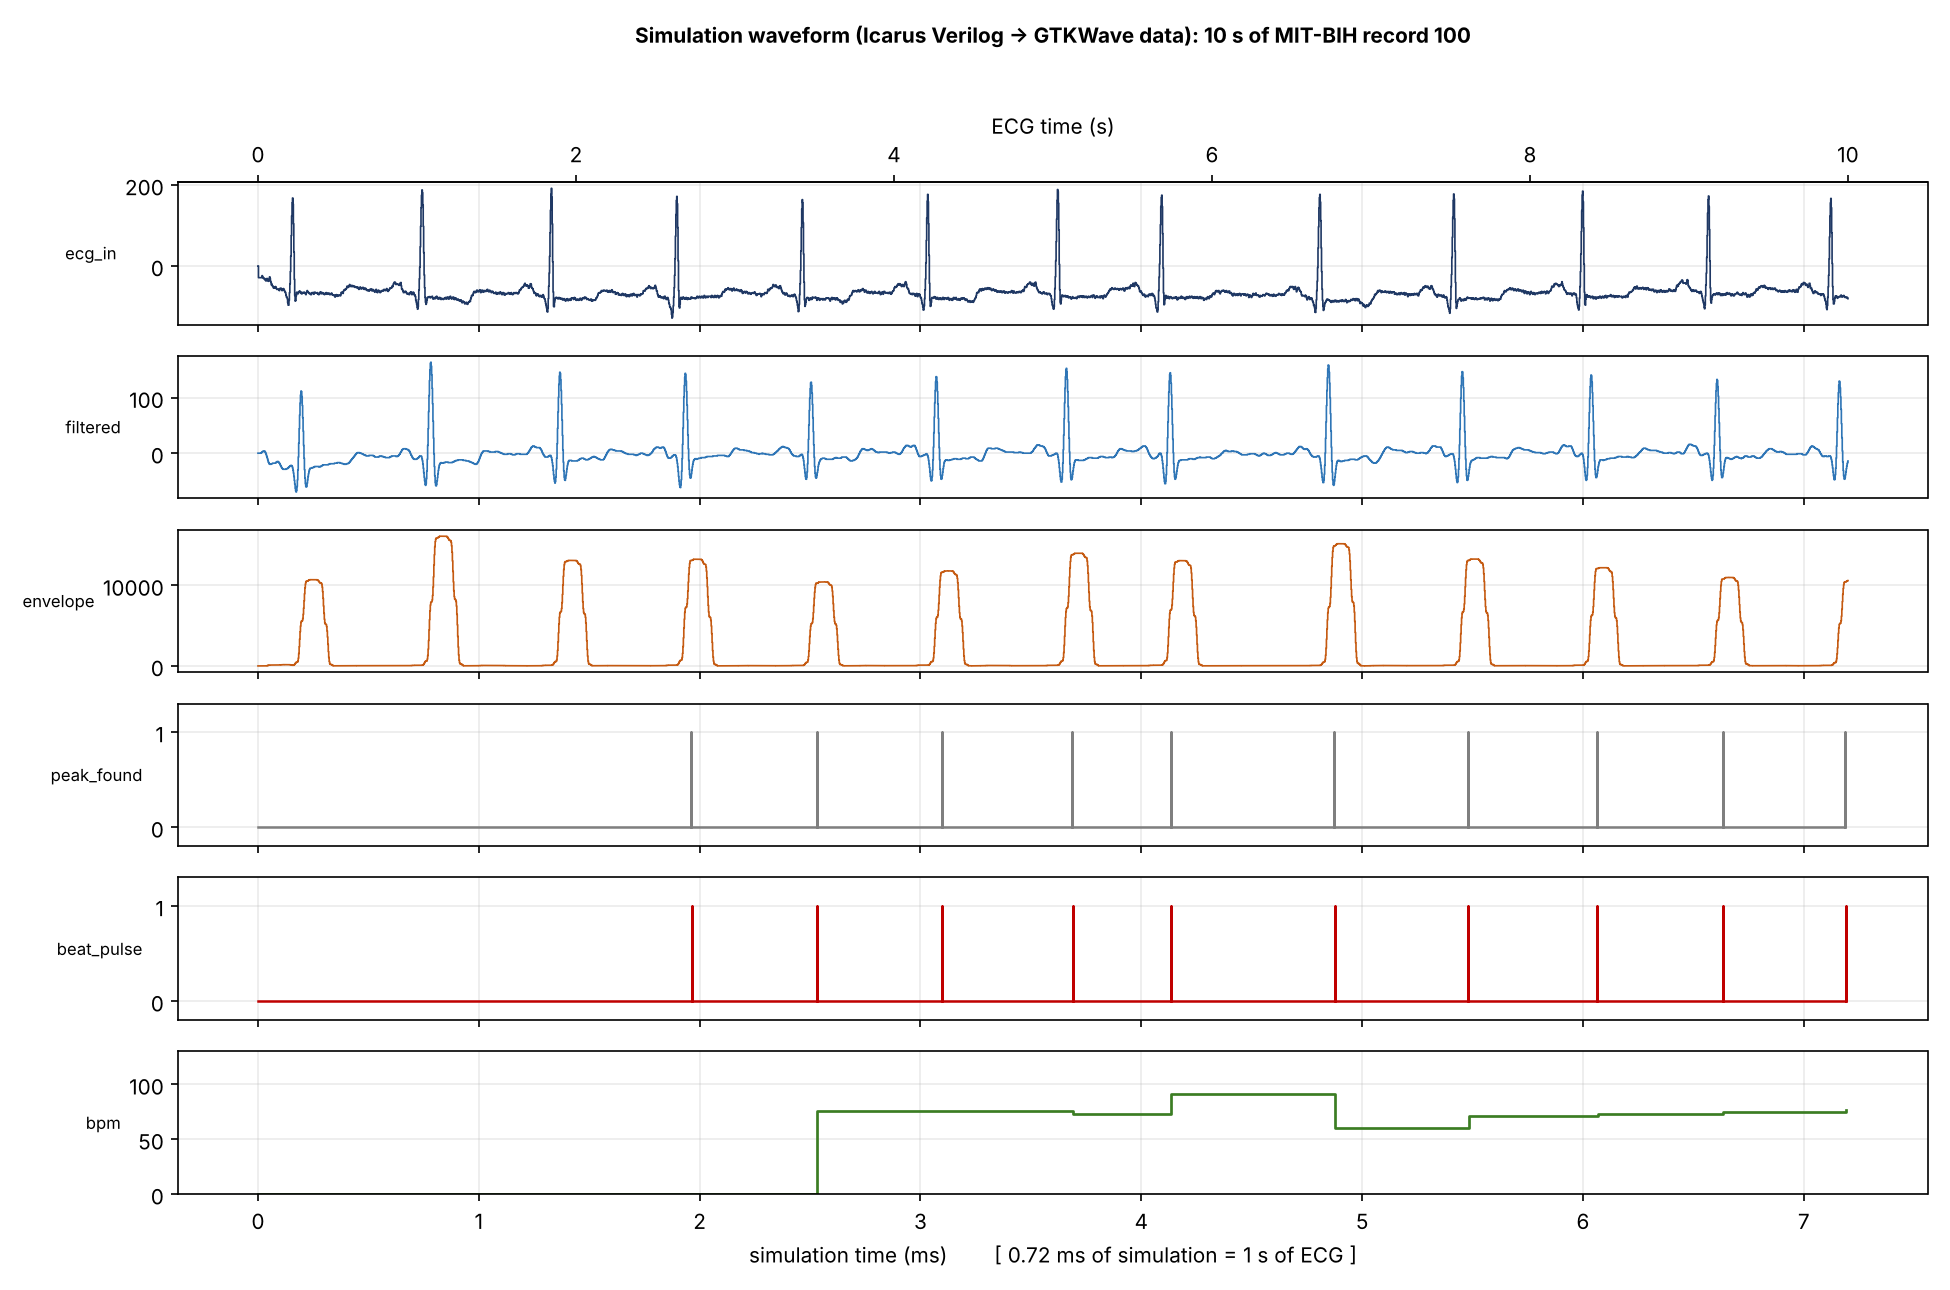 Simulation waveform (Icarus Verilog → GTKWave data): 10 s of MIT-BIH record 100
ECG time (s)
0 2 4 6 8 10
200
ecg_in
0
100
filtered
0
10000
envelope
0
1
peak_found
0
1
beat_pulse
0
100
bpm
50
0
0 1 2 3 4 5 6 7
simulation time (ms) [ 0.72 ms of simulation = 1 s of ECG ]